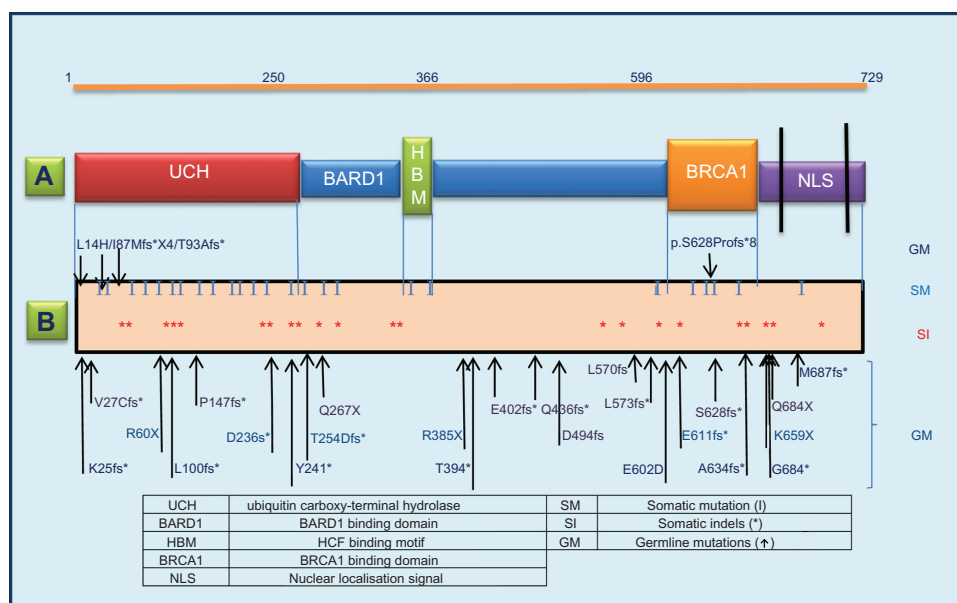 1 250 366 596 729
A UCH BARD1 HBM BRCA1 NLS
L14H/I87Mfs*X4/T93Afs* p.S628Profs*8 GM
I I I I I I I I I I I I I I I I I I I I I I I I I SM
B
** *** ** ** * * ** * * * * ** ** * SI
L570fs M687fs*
V27Cfs* P147fs* Q267X E402fs* Q436fs* L573fs* S628fs* Q684X
R60X D236s* T254Dfs* R385X D494fs E611fs* K659X GM
K25fs* L100fs* Y241* T394* E602D A634fs* G684*
UCH ubiquitin carboxy-terminal hydrolase SM Somatic mutation (I)
BARD1 BARD1 binding domain SI Somatic indels (*)
HBM HCF binding motif GM Germline mutations (↑)
BRCA1 BRCA1 binding domain
NLS Nuclear localisation signal